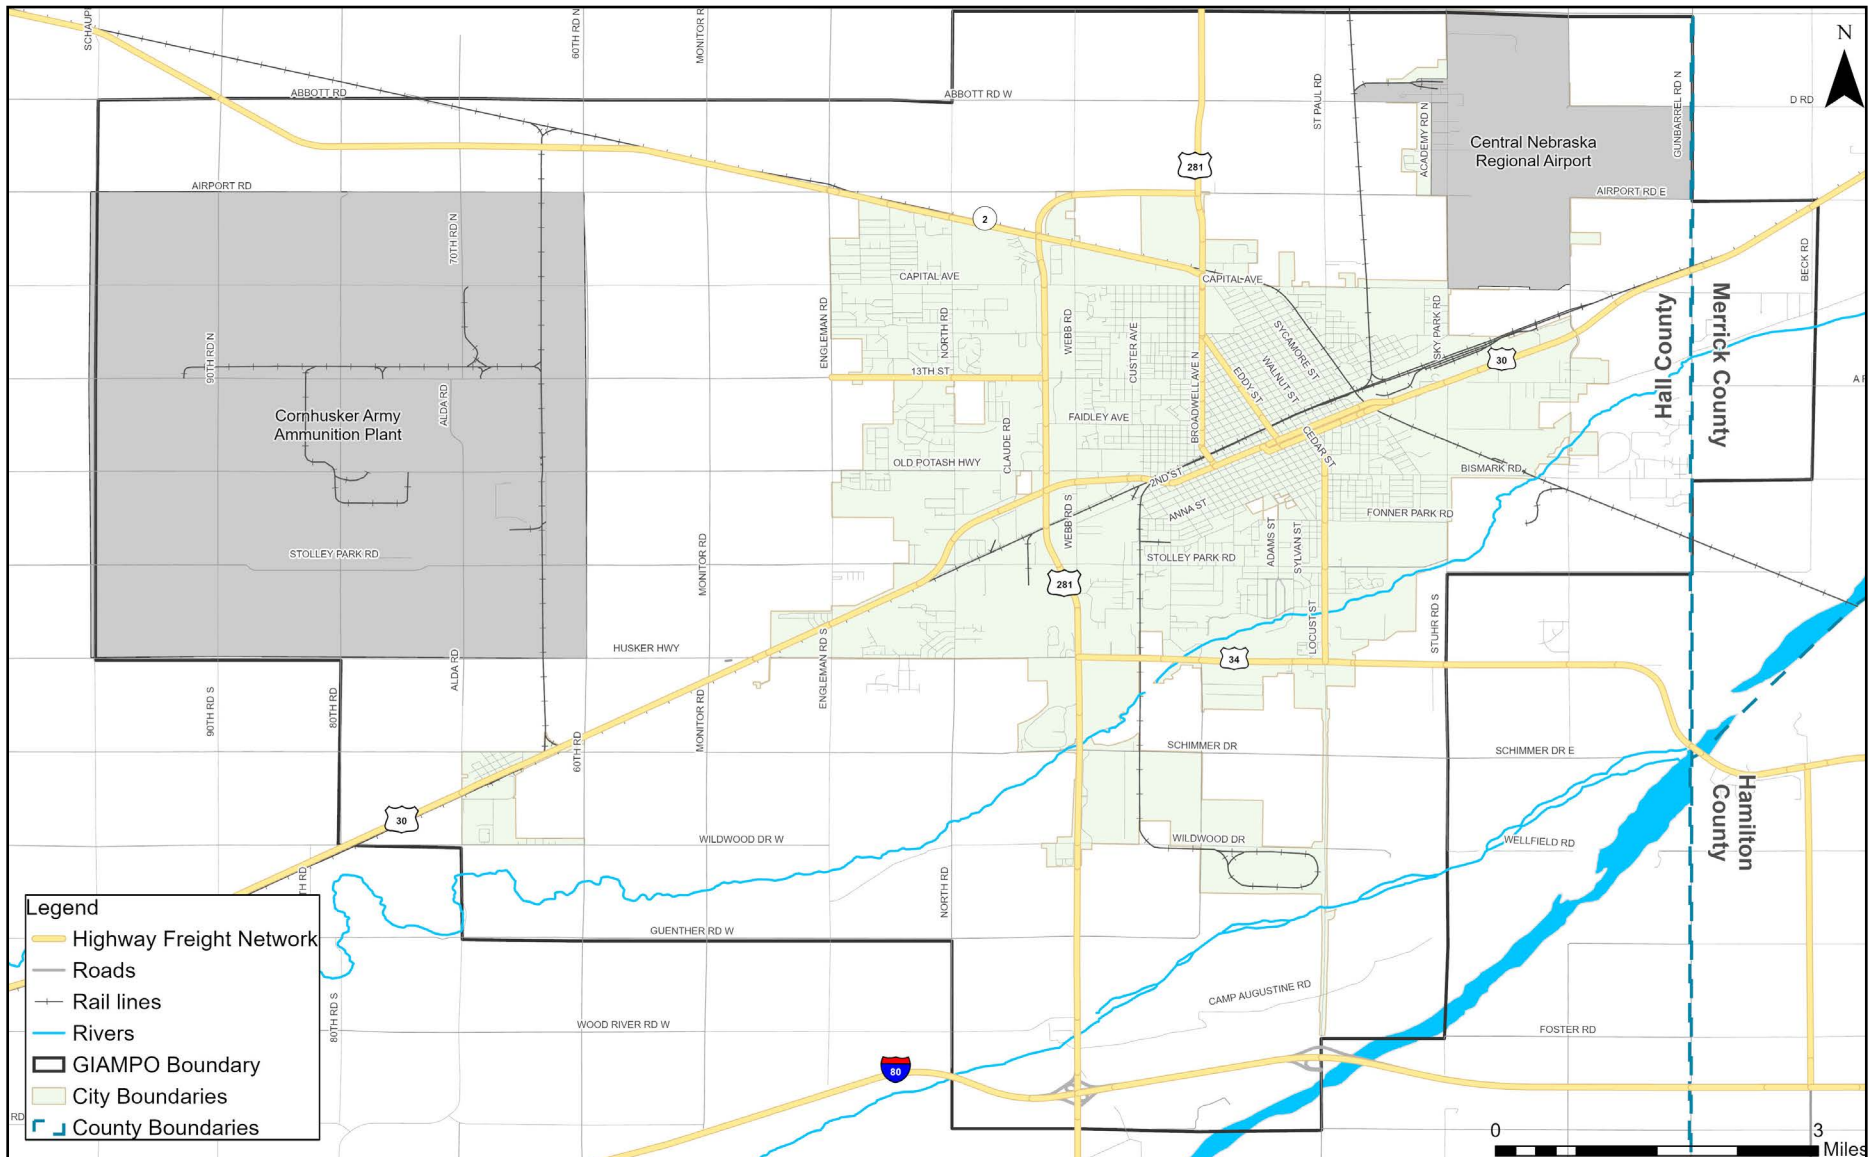 SCHAUPP
60TH RD N
MONITOR R
N
ABBOTT RD
ABBOTT RD W
ST PAUL RD
ACADEMY RD N
GUNBARREL RD N
D RD
Central Nebraska
Regional Airport
281
AIRPORT RD
AIRPORT RD E
70TH RD N
2
BECK RD
CAPITAL AVE
CAPITAL AVE
ENGLEMAN RD
NORTH RD
WEBB RD
CUSTER AVE
SYCAMORE ST
WALNUT ST
SKY PARK RD
Hall County
Merrick County
90TH RD N
30
13TH ST
EDDY ST
BROADWELL AVE N
ALDA RD
Cornhusker Army
Ammunition Plant
FAIDLEY AVE
CLAUDE RD
CEDAR ST
OLD POTASH HWY
2ND ST
BISMARK RD
ANNA ST
FONNER PARK RD
WEBB RD S
ADAMS ST
SYLVAN ST
STOLLEY PARK RD
STOLLEY PARK RD
MONITOR RD
281
LOCUST ST
STUHR RD S
HUSKER HWY
34
ALDA RD
ENGLEMAN RD S
90TH RD S
80TH RD
MONITOR RD
60TH RD
SCHIMMER DR
SCHIMMER DR E
Hamilton
County
30
WILDWOOD DR W
WILDWOOD DR
WELLFIELD RD
TH RD
NORTH RD
GUENTHER RD W
CAMP AUGUSTINE RD
80TH RD S
WOOD RIVER RD W
FOSTER RD
80
RD
Legend
Highway Freight Network
Roads
Rail lines
Rivers
GIAMPO Boundary
City Boundaries
County Boundaries
0 3
Miles